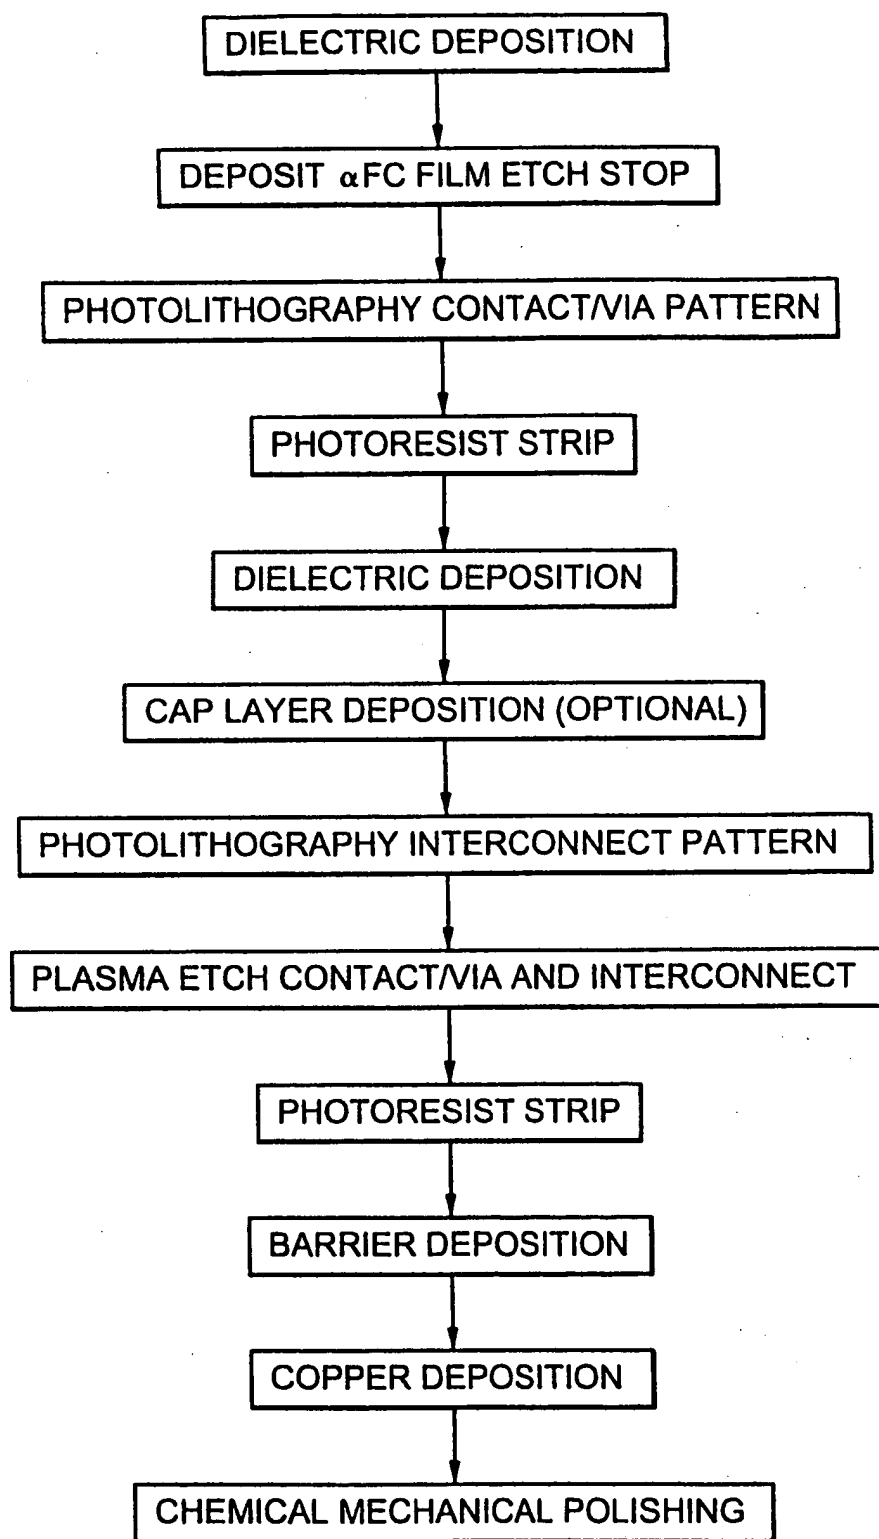 DIELECTRIC DEPOSITION
DEPOSIT αFC FILM ETCH STOP
PHOTOLITHOGRAPHY CONTACT/VIA PATTERN
PHOTORESIST STRIP
DIELECTRIC DEPOSITION
CAP LAYER DEPOSITION (OPTIONAL)
PHOTOLITHOGRAPHY INTERCONNECT PATTERN
PLASMA ETCH CONTACT/VIA AND INTERCONNECT
PHOTORESIST STRIP
BARRIER DEPOSITION
COPPER DEPOSITION
CHEMICAL MECHANICAL POLISHING